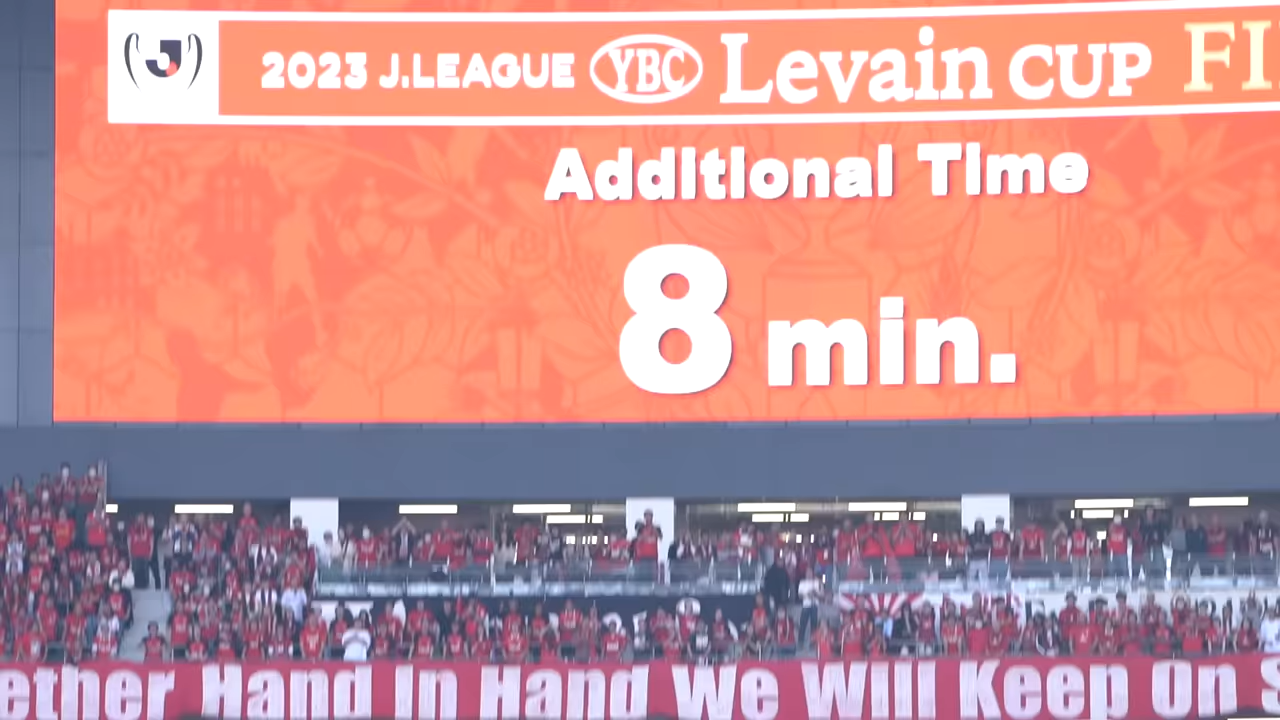 2023 J.LEAGUE YBC Levain CUP FI
Additional Time
8 min.
ether Hand In Hand We Will Keep On S